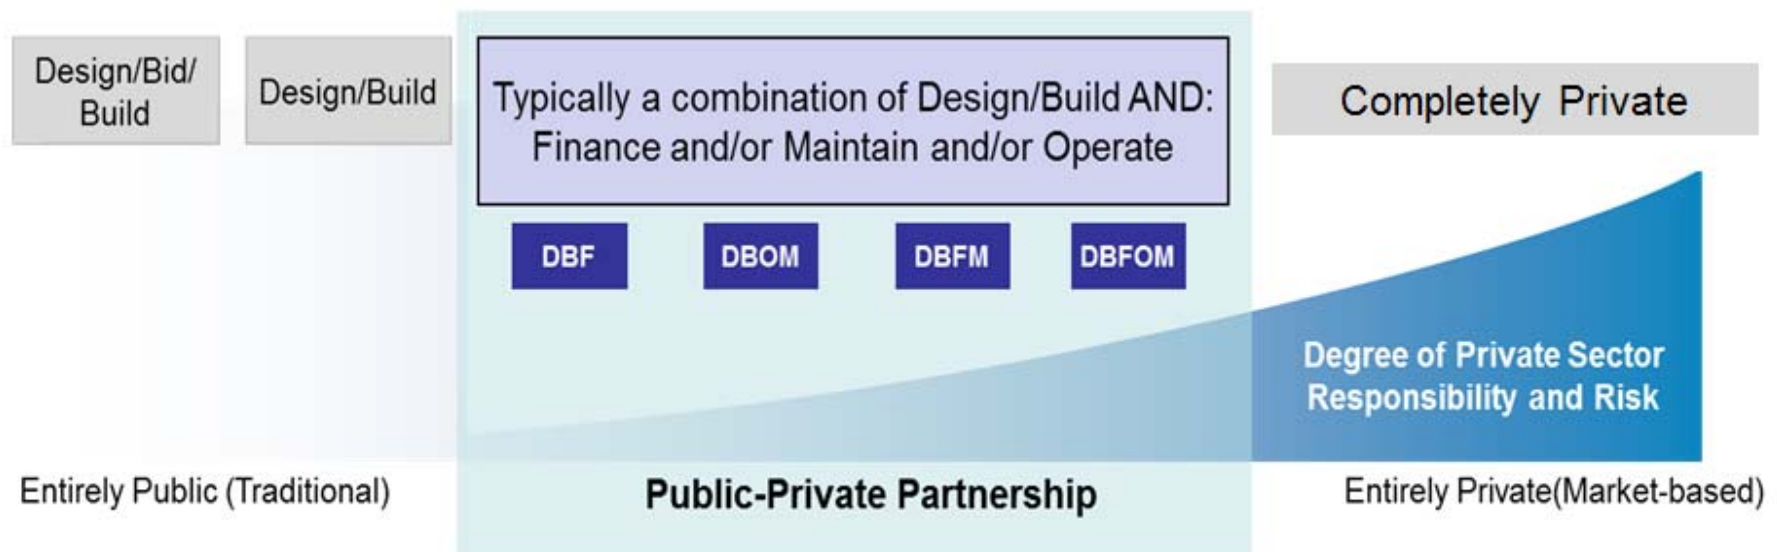 Design/Bid/
Build
Design/Build
Typically a combination of Design/Build AND:
Finance and/or Maintain and/or Operate
Completely Private
DBF
DBOM
DBFM
DBFOM
Degree of Private Sector
Responsibility and Risk
Entirely Public (Traditional)
Public-Private Partnership
Entirely Private(Market-based)